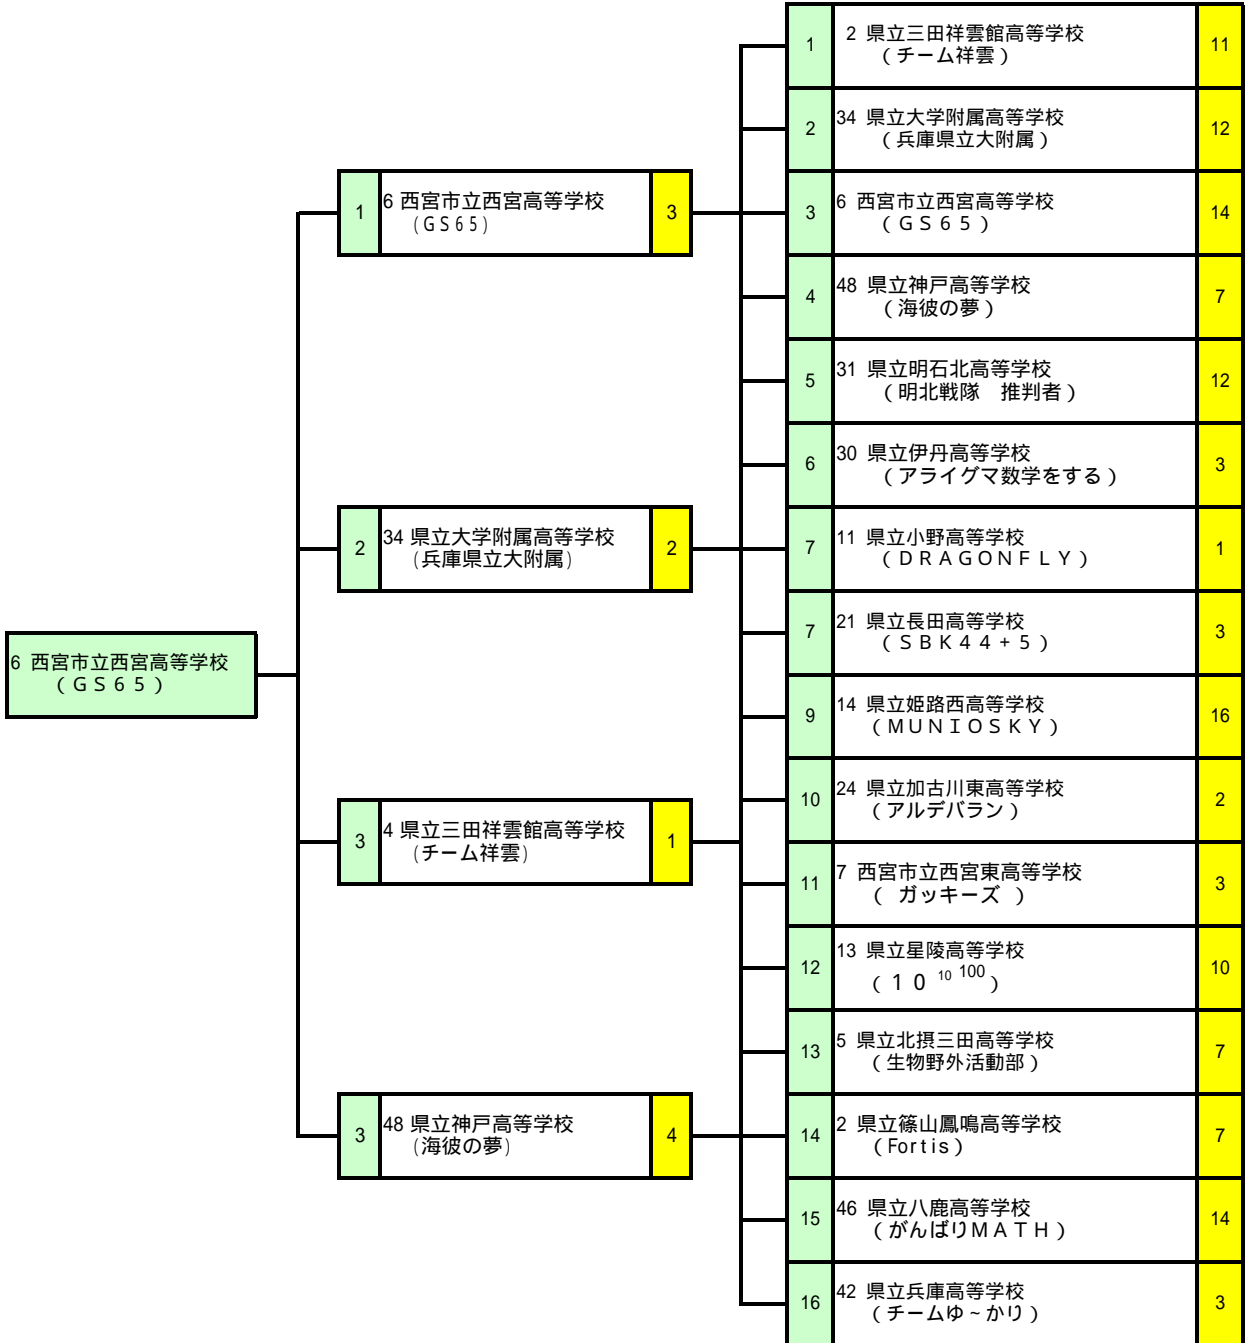 6 西宮市立西宮高等学校
（ＧＳ６５）
1
6 西宮市立西宮高等学校
(ＧＳ６５)
3
2
34 県立大学附属高等学校
(兵庫県立大附属)
2
3
4 県立三田祥雲館高等学校
(チーム祥雲)
1
3
48 県立神戸高等学校
(海彼の夢)
4
1
2 県立三田祥雲館高等学校
（チーム祥雲）
11
2
34 県立大学附属高等学校
（兵庫県立大附属）
12
3
6 西宮市立西宮高等学校
（ＧＳ６５）
14
4
48 県立神戸高等学校
（海彼の夢）
7
5
31 県立明石北高等学校
（明北戦隊　推判者）
12
6
30 県立伊丹高等学校
（アライグマ数学をする）
3
7
11 県立小野高等学校
（ＤＲＡＧＯＮＦＬＹ）
1
7
21 県立長田高等学校
（ＳＢＫ４４+５）
3
9
14 県立姫路西高等学校
（ＭＵＮＩＯＳＫＹ）
16
10
24 県立加古川東高等学校
（アルデバラン）
2
11
7 西宮市立西宮東高等学校
（ ガッキーズ ）
3
12
13 県立星陵高等学校
（１０ 10 100）
10
13
5 県立北摂三田高等学校
（生物野外活動部）
7
14
2 県立篠山鳳鳴高等学校
（Fortis）
7
15
46 県立八鹿高等学校
（がんばりＭＡＴＨ）
14
16
42 県立兵庫高等学校
（チームゆ～かり）
3